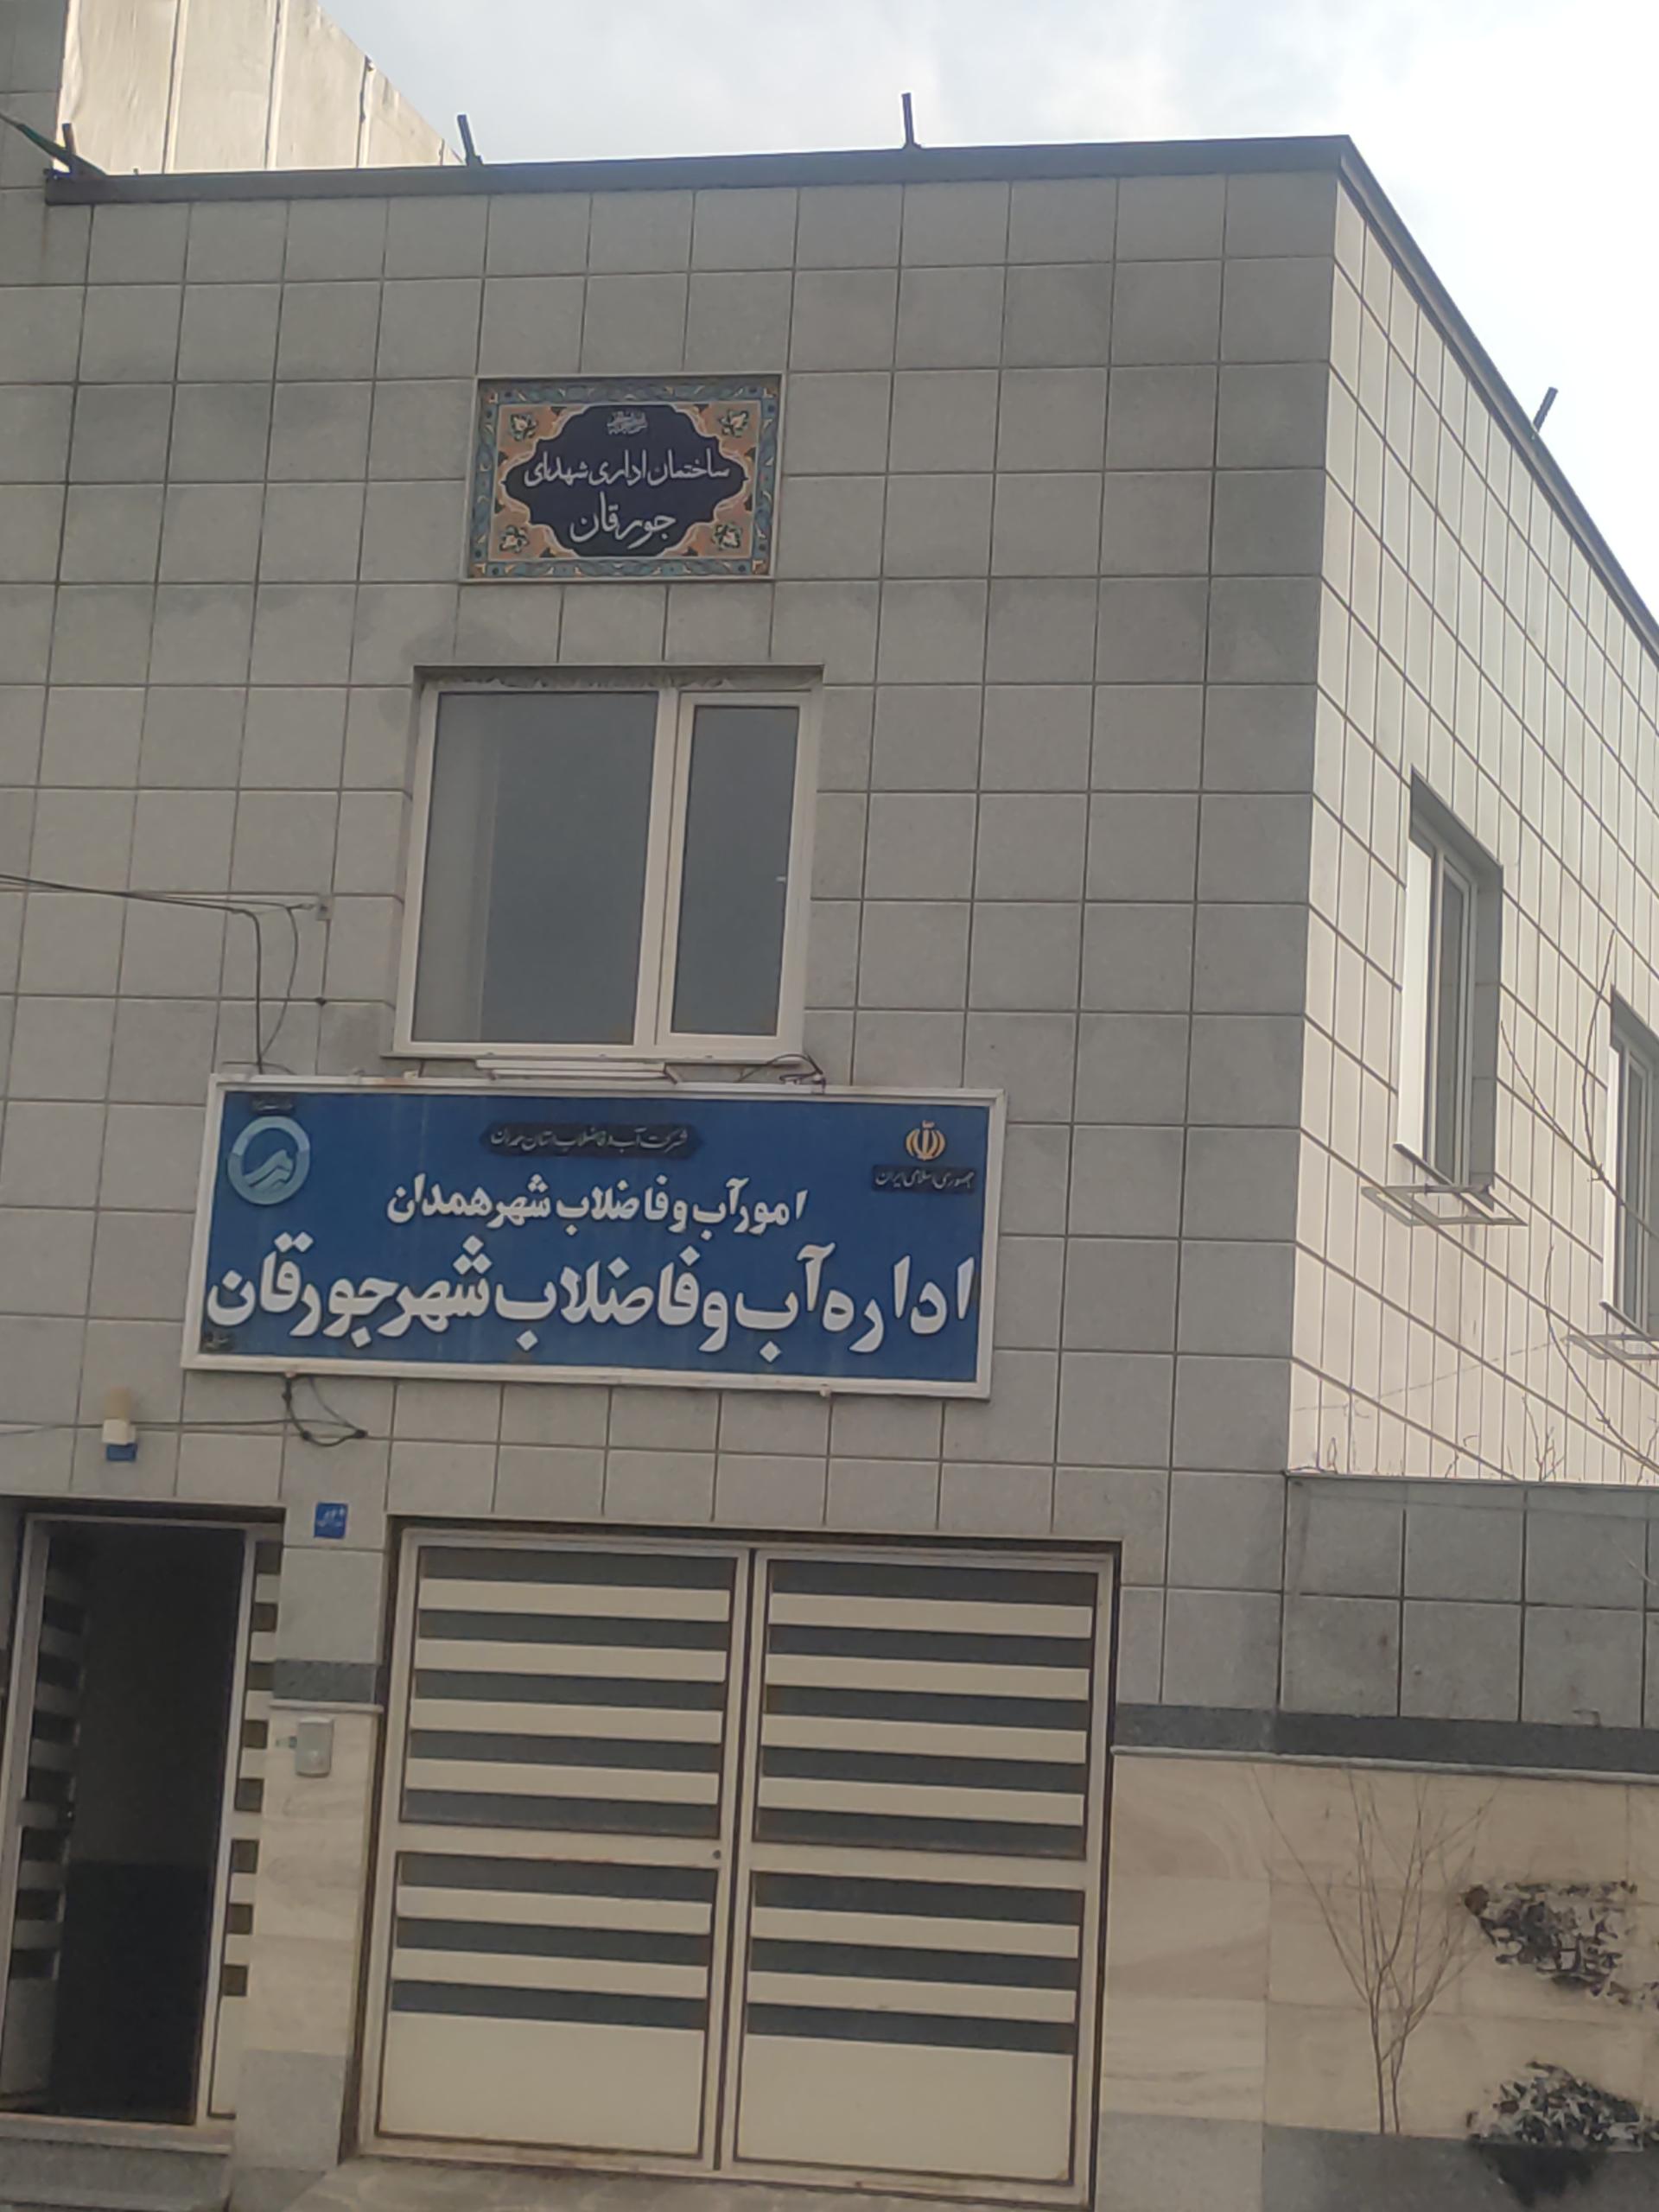 ساختمان اداری شهدای
جورقان
شرکت آب و فاضلاب استان همدان
جمهوری اسلامی ایران
امور آب و فاضلاب شهر همدان
اداره آب و فاضلاب شهر جورقان